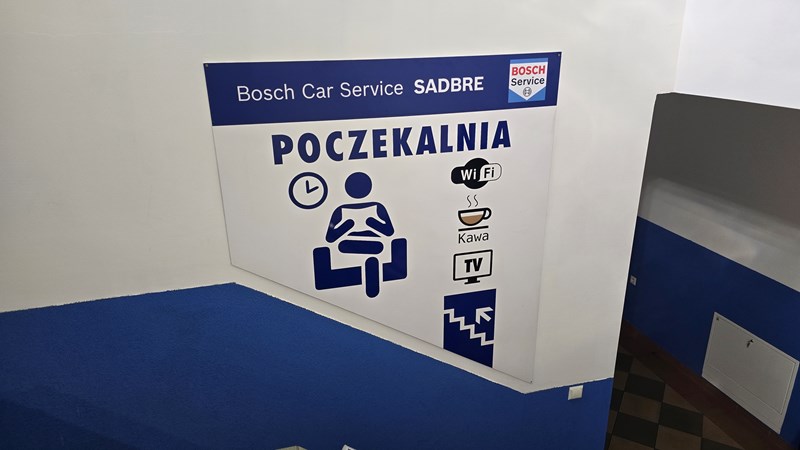 Bosch Car Service SADBRE
BOSCH
Service
POCZEKALNIA
WiFi
Kawa
TV